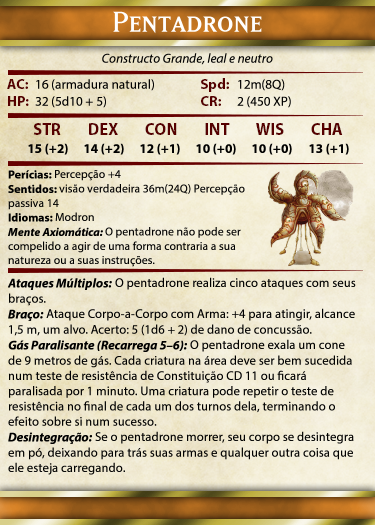 PENTADRONE
Constructo Grande, leal e neutro
AC: 16 (armadura natural) Spd: 12m(8Q)
HP: 32 (5d10 + 5) CR: 2 (450 XP)
STR DEX CON INT WIS CHA
15 (+2) 14 (+2) 12 (+1) 10 (+0) 10 (+0) 13 (+1)
Perícias: Percepção +4
Sentidos: visão verdadeira 36m(24Q) Percepção
passiva 14
Idiomas: Modron
Mente Axiomática: O pentadrone não pode ser
compelido a agir de uma forma contraria a sua
natureza ou a suas instruções.
Ataques Múltiplos: O pentadrone realiza cinco ataques com seus
braços.
Braço: Ataque Corpo-a-Corpo com Arma: +4 para atingir, alcance
1,5 m, um alvo. Acerto: 5 (1d6 + 2) de dano de concussão.
Gás Paralisante (Recarrega 5–6): O pentadrone exala um cone
de 9 metros de gás. Cada criatura na área deve ser bem sucedida
num teste de resistência de Constituição CD 11 ou ficará
paralisada por 1 minuto. Uma criatura pode repetir o teste de
resistência no final de cada um dos turnos dela, terminando o
efeito sobre si num sucesso.
Desintegração: Se o pentadrone morrer, seu corpo se desintegra
em pó, deixando para trás suas armas e qualquer outra coisa que
ele esteja carregando.